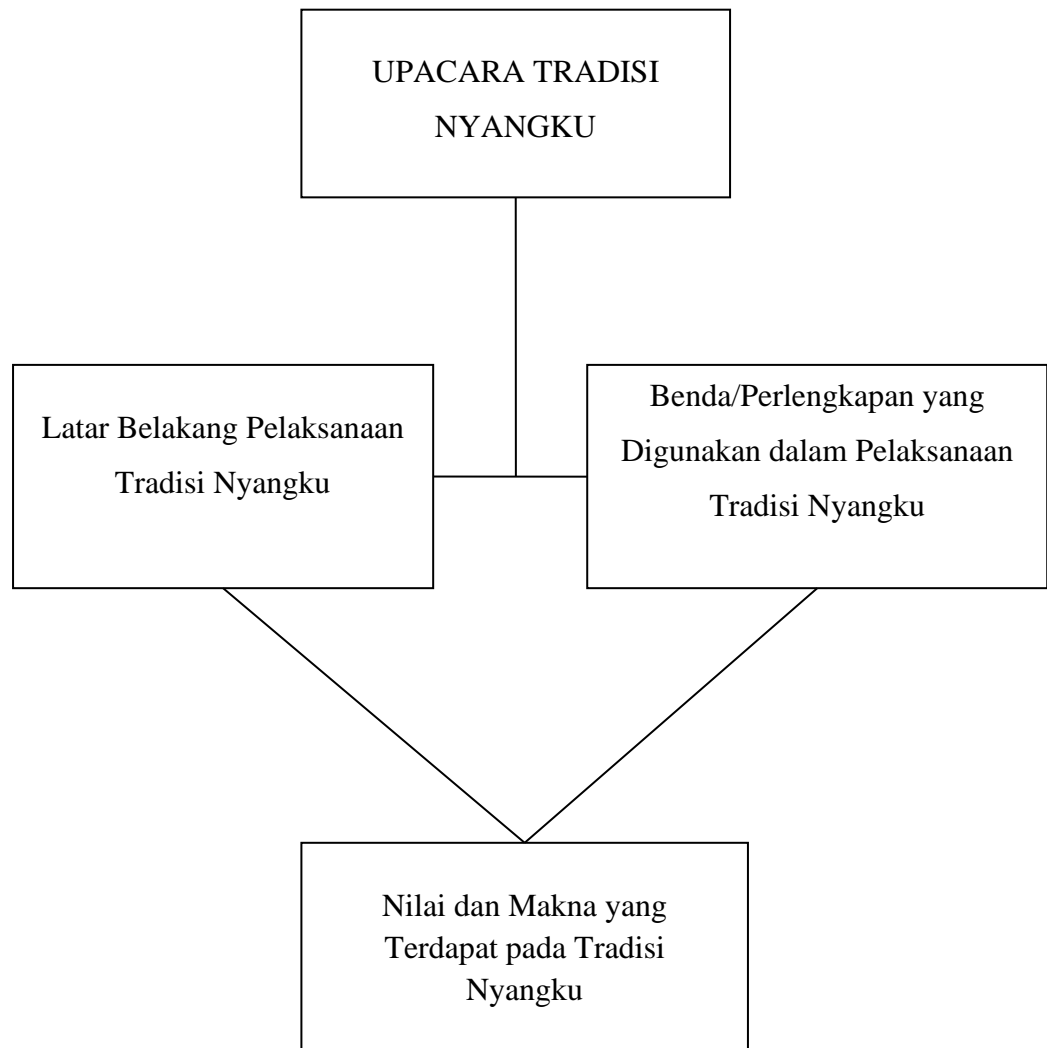 UPACARA TRADISI
NYANGKU
Latar Belakang Pelaksanaan
Tradisi Nyangku
Benda/Perlengkapan yang
Digunakan dalam Pelaksanaan
Tradisi Nyangku
Nilai dan Makna yang
Terdapat pada Tradisi
Nyangku